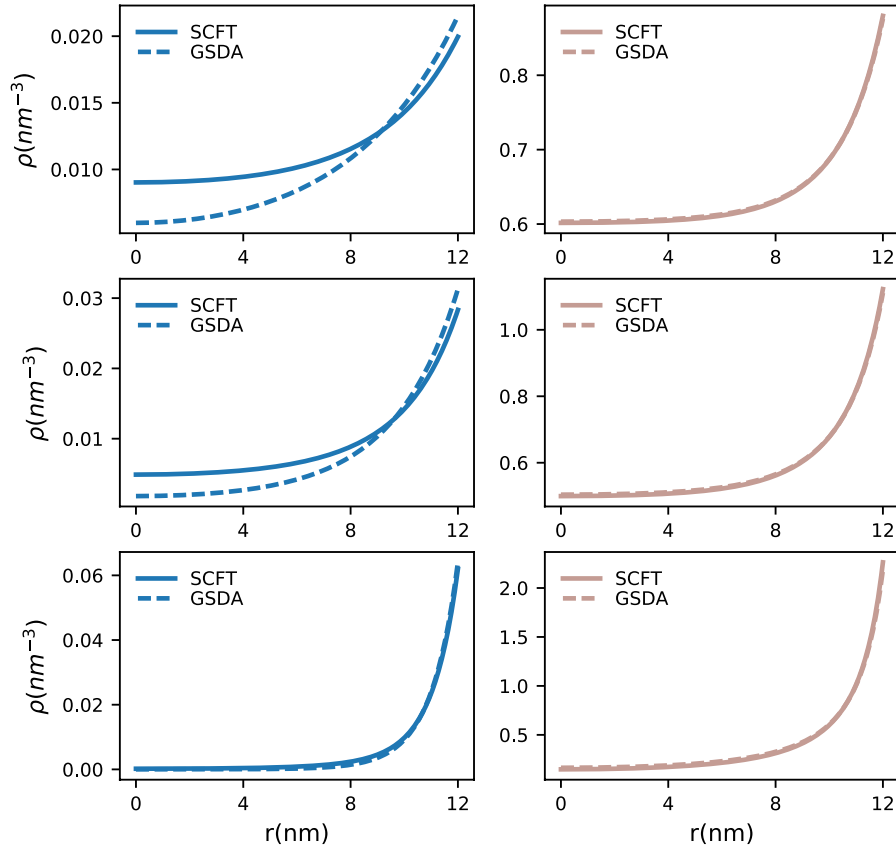 ρ(nm⁻³)
0.020
0.015
0.010
SCFT
GSDA
0 4 8 12
0.8
0.7
0.6
SCFT
GSDA
0 4 8 12
ρ(nm⁻³)
0.03
0.02
0.01
SCFT
GSDA
0 4 8 12
1.0
0.8
0.6
SCFT
GSDA
0 4 8 12
ρ(nm⁻³)
0.06
0.04
0.02
0.00
SCFT
GSDA
0 4 8 12
r(nm)
2.0
1.5
1.0
0.5
SCFT
GSDA
0 4 8 12
r(nm)